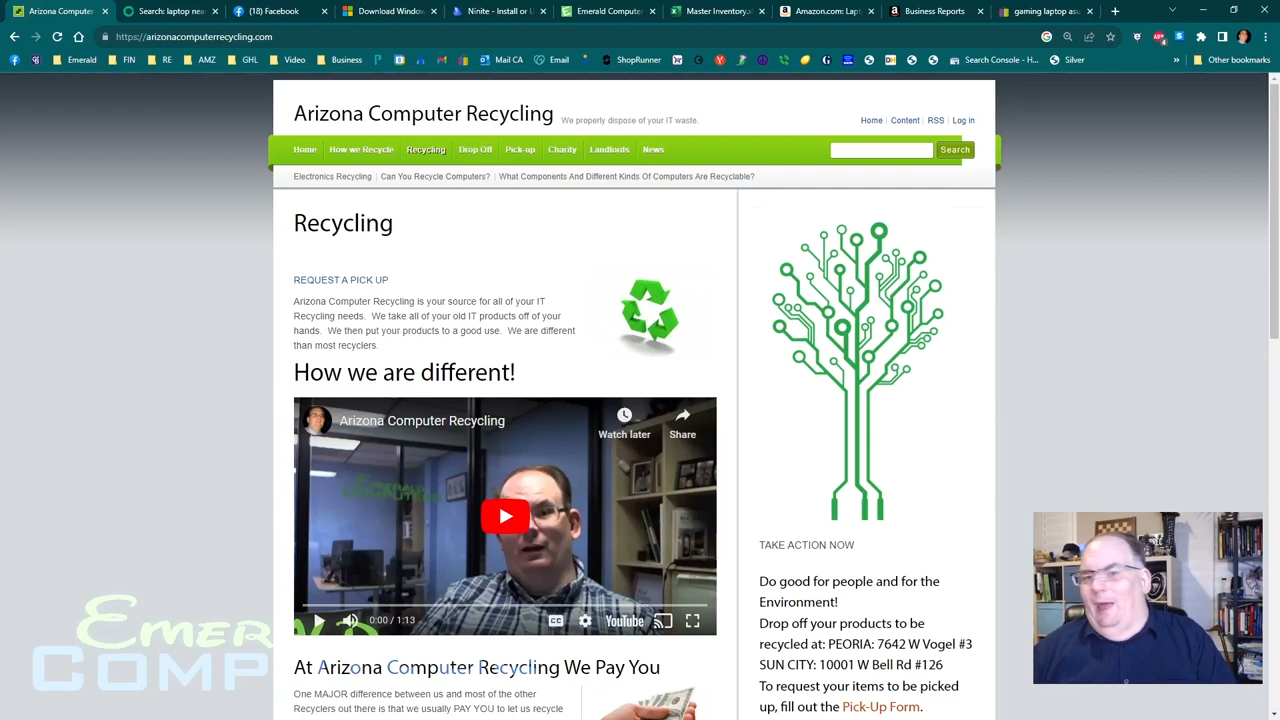 Master Inventory -
Search: laptop near
(18) Facebook
How to Download V
Ninite - Install or U
Emerald Computer
Master Inventory.x
Amazon.com: Lapt
Business Reports
gaming laptop asu
https://arizonacomputerrecycling.com
Emerald
FIN
RE
AMZ
GHL
Video
Business
Mail CA
Email
ShopRunner
Search Console - H...
Silver
»
Other bookmarks
Arizona Computer Recycling
We properly dispose of your IT waste.
Home | Content | RSS | Log in
Home How we Recycle Recycling Drop Off Pick-up Charity Landlords News
Search
Electronics Recycling | Can You Recycle Computers? | What Components And Different Kinds Of Computers Are Recyclable?
Recycling
REQUEST A PICK UP
Arizona Computer Recycling is your source for all of your IT
Recycling needs. We take all of your old IT products off of your
hands. We then put your products to a good use. We are different
than most recyclers.
How we are different!
Arizona Computer Recycling
Watch later
Share
0:00 / 1:13
CC
YouTube
At Arizona Computer Recycling We Pay You
One MAJOR difference between us and most of the other
Recyclers out there is that we usually PAY YOU to let us recycle
TAKE ACTION NOW
Do good for people and for the
Environment!
Drop off your products to be
recycled at: PEORIA: 7642 W Vogel #3
SUN CITY: 10001 W Bell Rd #126
To request your items to be picked
up, fill out the Pick-Up Form.